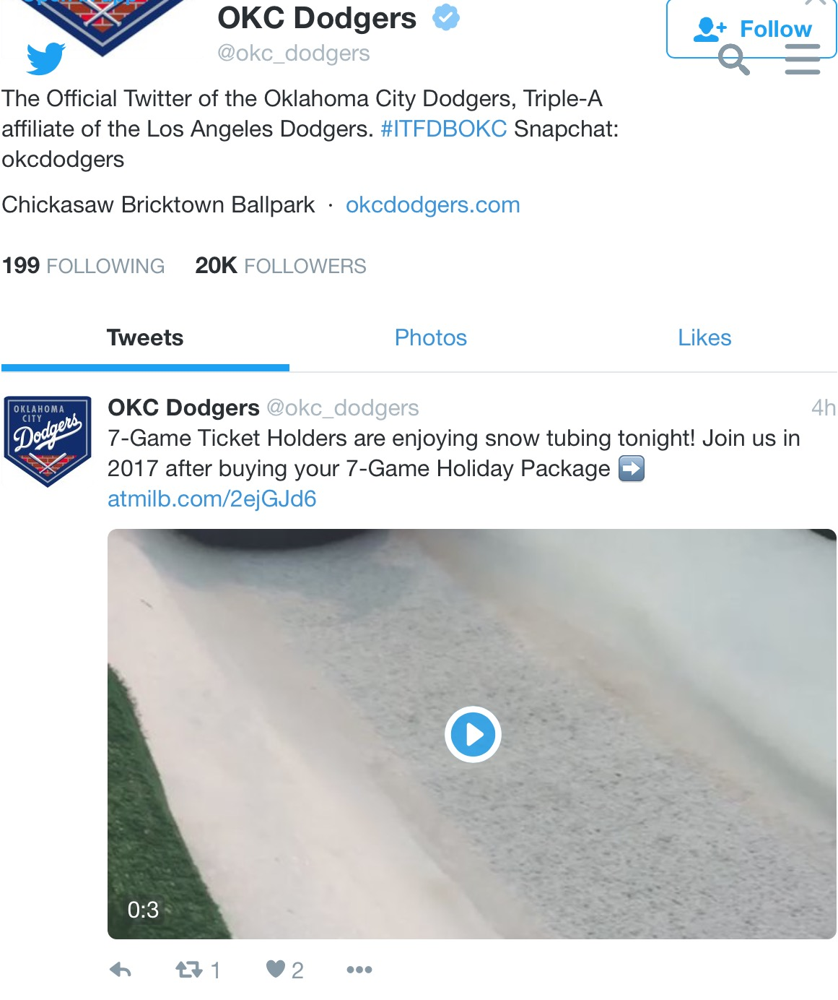 OKC Dodgers
@okc_dodgers
Follow
The Official Twitter of the Oklahoma City Dodgers, Triple-A
affiliate of the Los Angeles Dodgers. #ITFDBOKC Snapchat:
okcdodgers
Chickasaw Bricktown Ballpark · okcdodgers.com
199 FOLLOWING 20K FOLLOWERS
Tweets Photos Likes
OKLAHOMA
CITY
Dodgers
OKC Dodgers @okc_dodgers 4h
7-Game Ticket Holders are enjoying snow tubing tonight! Join us in
2017 after buying your 7-Game Holiday Package ➡️
atmilb.com/2ejGJd6
0:3
1 2